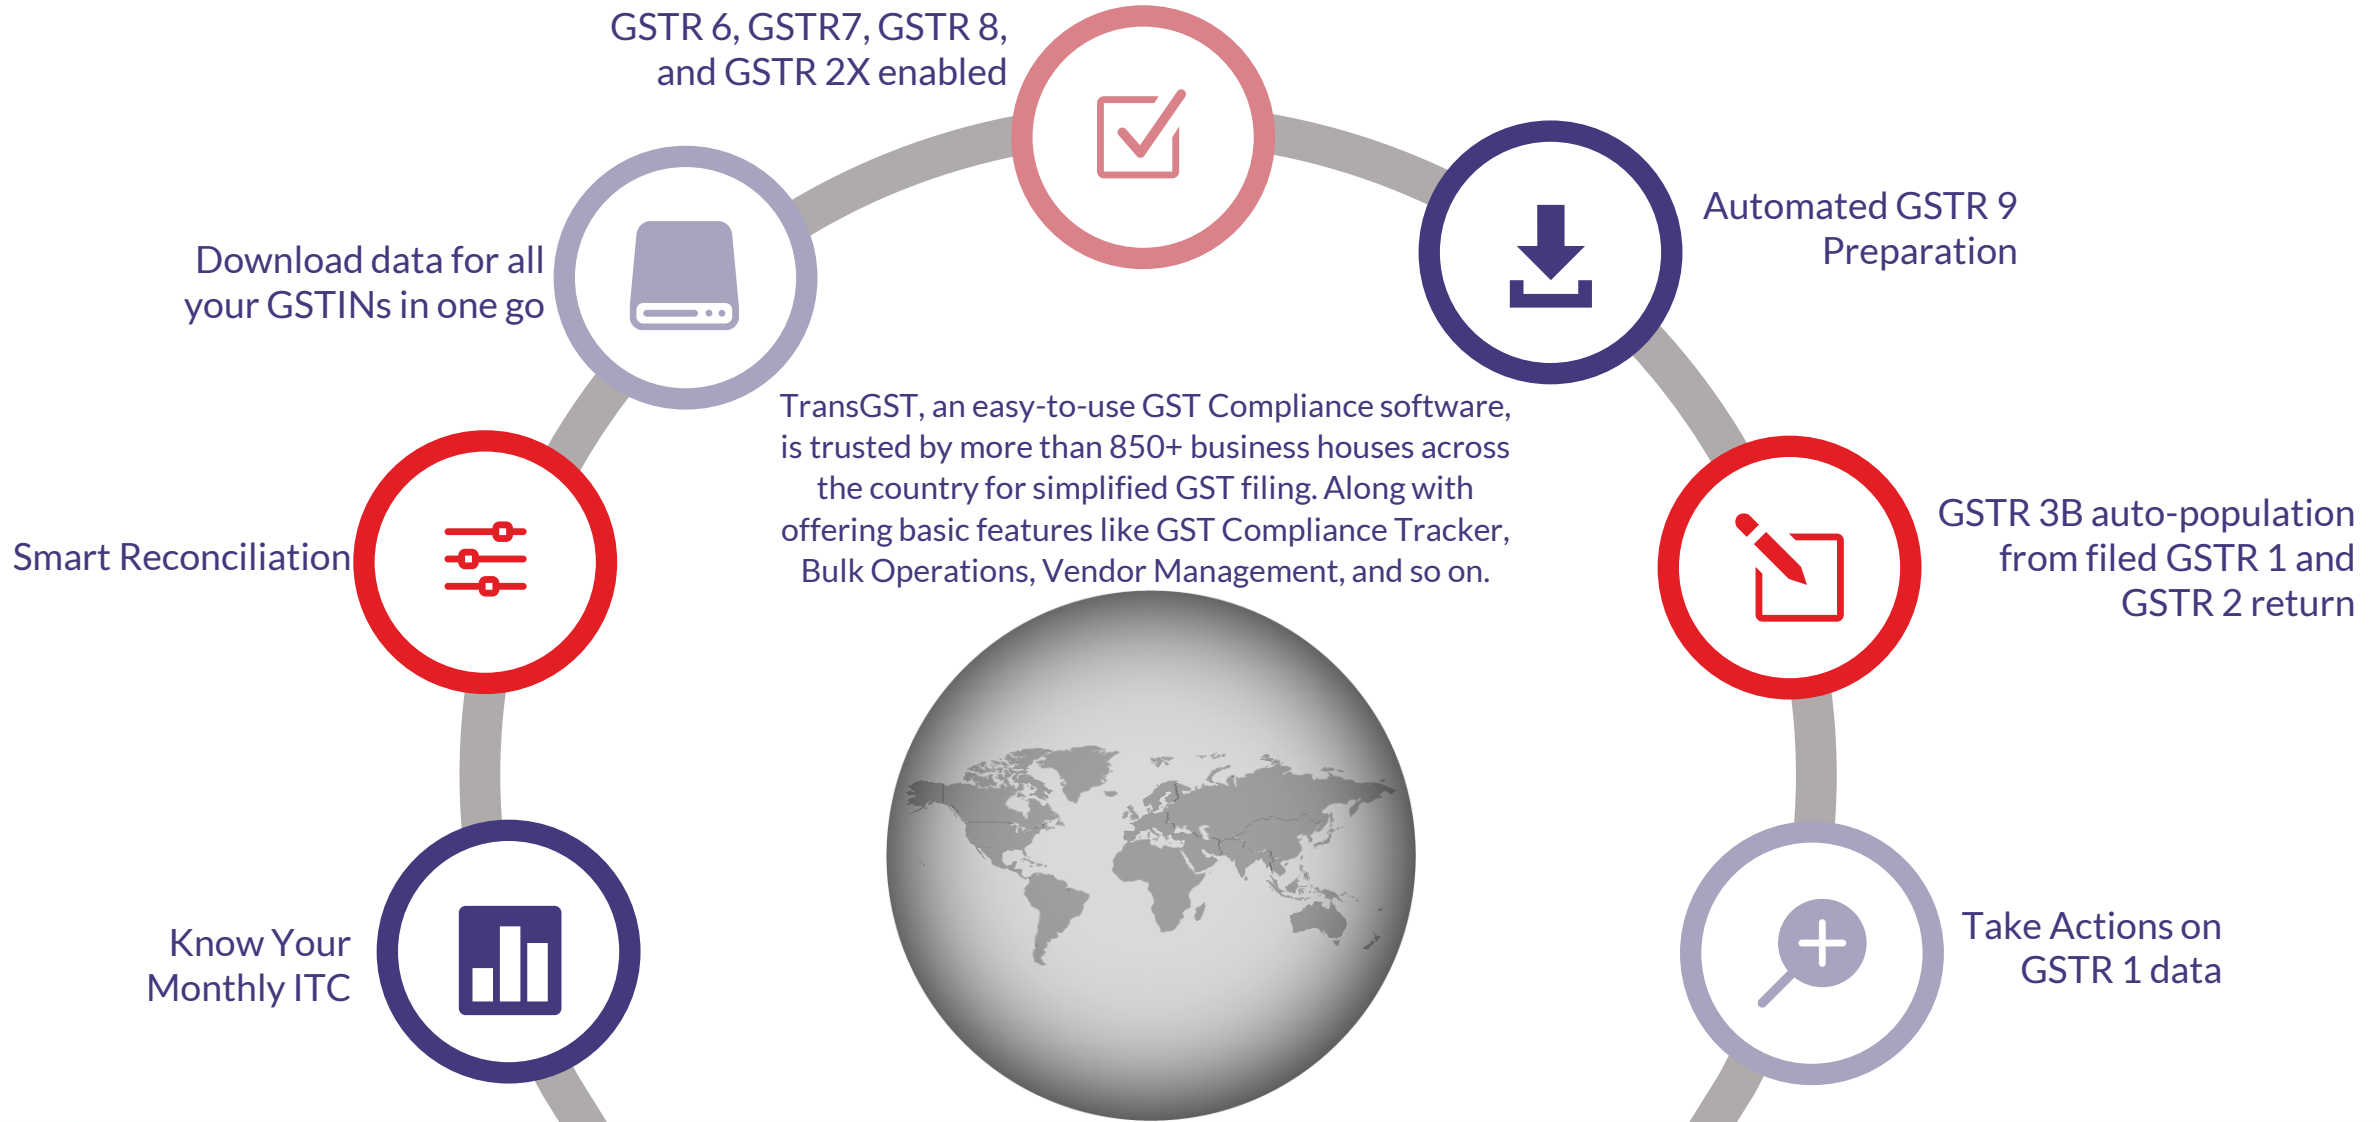 GSTR 6, GSTR7, GSTR 8,
and GSTR 2X enabled
Automated GSTR 9
Preparation
Download data for all
your GSTINs in one go
TransGST, an easy-to-use GST Compliance software,
is trusted by more than 850+ business houses across
the country for simplified GST filing. Along with
offering basic features like GST Compliance Tracker,
Bulk Operations, Vendor Management, and so on.
Smart Reconciliation
GSTR 3B auto-population
from filed GSTR 1 and
GSTR 2 return
Know Your
Monthly ITC
Take Actions on
GSTR 1 data